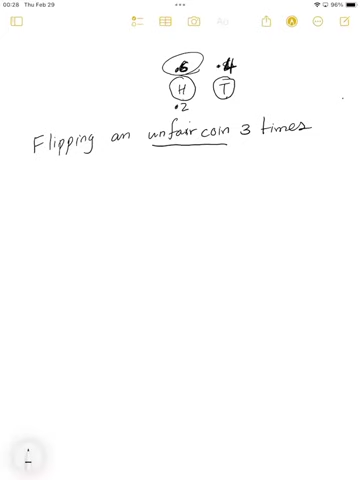 00:28 Thu Feb 29
96%
.6 .4
H T
.2
Flipping an unfair coin 3 times